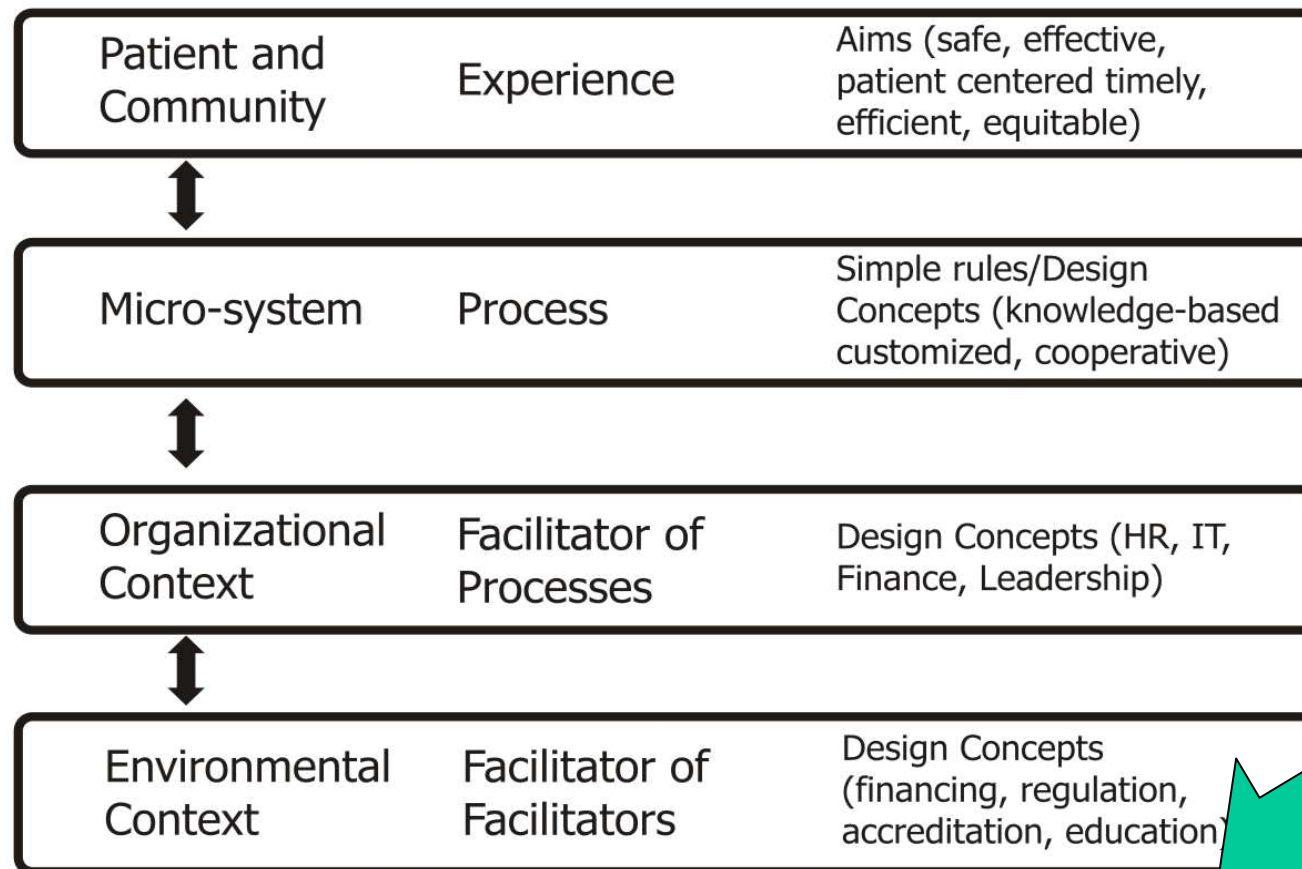 Patient and
Community
Experience
Aims (safe, effective,
patient centered timely,
efficient, equitable)
Micro-system
Process
Simple rules/Design
Concepts (knowledge-based
customized, cooperative)
Organizational
Context
Facilitator of
Processes
Design Concepts (HR, IT,
Finance, Leadership)
Environmental
Context
Facilitator of
Facilitators
Design Concepts
(financing, regulation,
accreditation, education)